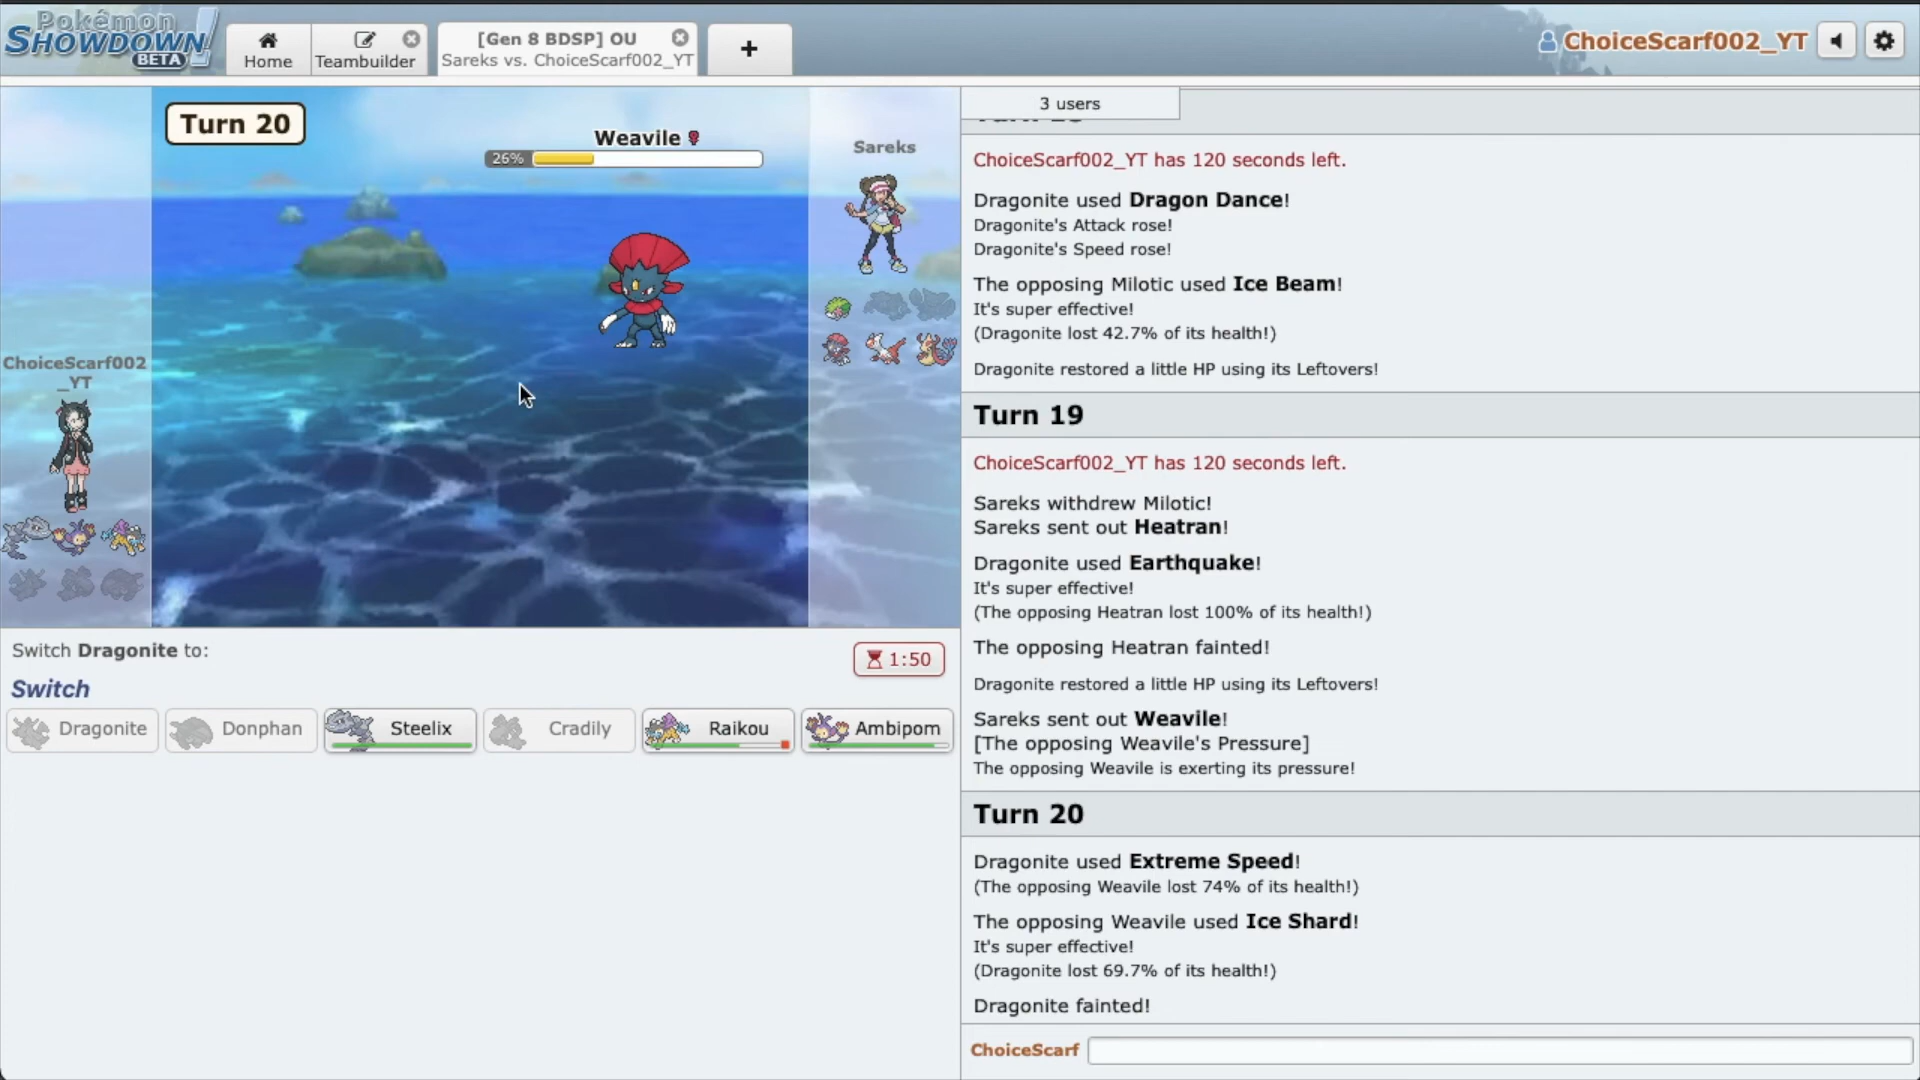 Pokémon
SHOWDOWN!
BETA
Home
Teambuilder
[Gen 8 BDSP] OU
Sareks vs. ChoiceScarf002_YT
+
ChoiceScarf002_YT
Turn 20
Weavile
26%
Sareks
ChoiceScarf002
_YT
Switch Dragonite to:
1:50
Switch
Dragonite
Donphan
Steelix
Cradily
Raikou
Ambipom
3 users
ChoiceScarf002_YT has 120 seconds left.
Dragonite used Dragon Dance!
Dragonite's Attack rose!
Dragonite's Speed rose!
The opposing Milotic used Ice Beam!
It's super effective!
(Dragonite lost 42.7% of its health!)
Dragonite restored a little HP using its Leftovers!
Turn 19
ChoiceScarf002_YT has 120 seconds left.
Sareks withdrew Milotic!
Sareks sent out Heatran!
Dragonite used Earthquake!
It's super effective!
(The opposing Heatran lost 100% of its health!)
The opposing Heatran fainted!
Dragonite restored a little HP using its Leftovers!
Sareks sent out Weavile!
[The opposing Weavile's Pressure]
The opposing Weavile is exerting its pressure!
Turn 20
Dragonite used Extreme Speed!
(The opposing Weavile lost 74% of its health!)
The opposing Weavile used Ice Shard!
It's super effective!
(Dragonite lost 69.7% of its health!)
Dragonite fainted!
ChoiceScarf